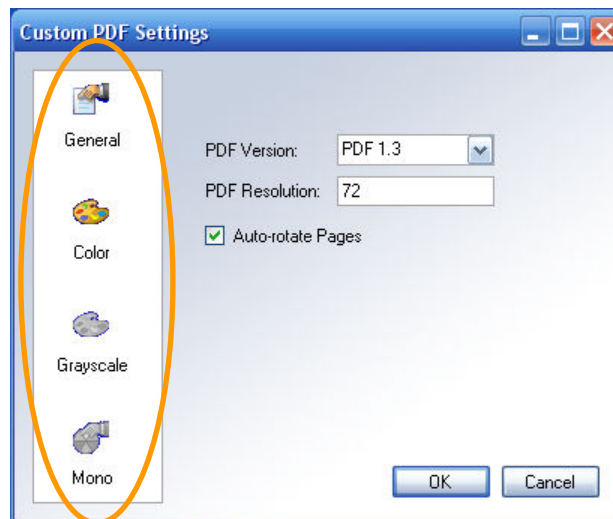 Custom PDF Settings
General
Color
Grayscale
Mono
PDF Version: PDF 1.3
PDF Resolution: 72
Auto-rotate Pages
OK Cancel